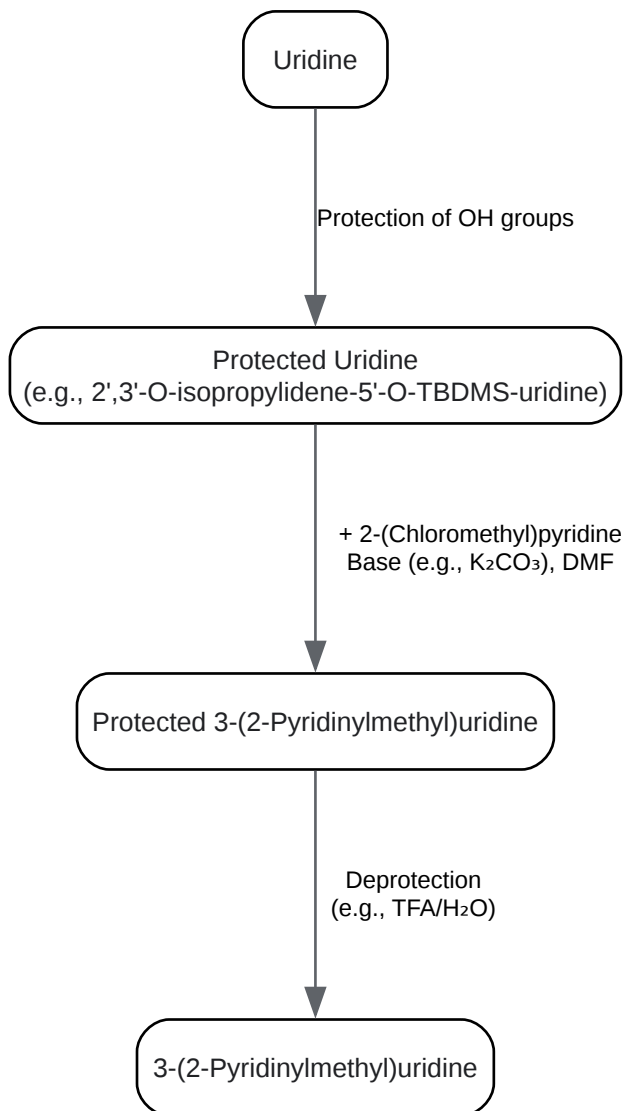 Uridine
Protection of OH groups
Protected Uridine
(e.g., 2',3'-O-isopropylidene-5'-O-TBDMS-uridine)
+ 2-(Chloromethyl)pyridine
Base (e.g., K₂CO₃), DMF
Protected 3-(2-Pyridinylmethyl)uridine
Deprotection
(e.g., TFA/H₂O)
3-(2-Pyridinylmethyl)uridine